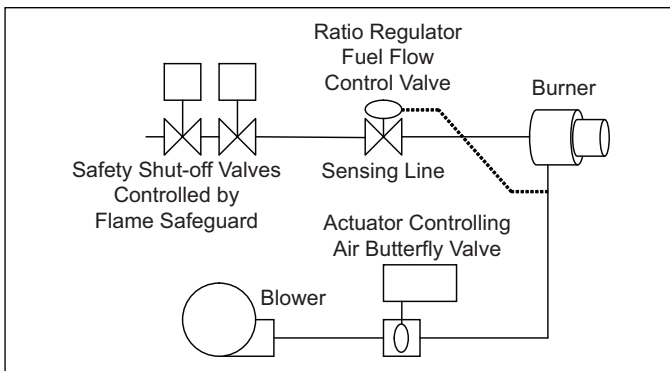 Ratio Regulator
Fuel Flow
Control Valve
Burner
Safety Shut-off Valves
Controlled by
Flame Safeguard
Sensing Line
Actuator Controlling
Air Butterfly Valve
Blower